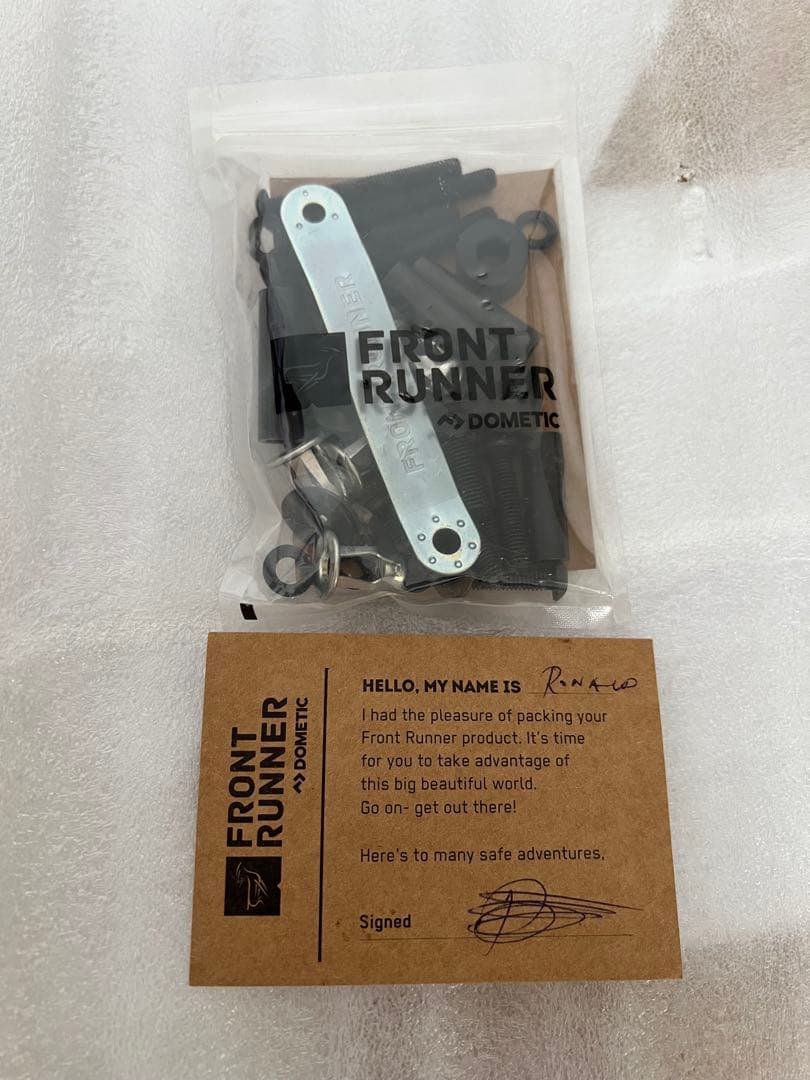 FRONT RUNNER
FRONT
RUNNER
DOMETIC
FRONT
RUNNER
DOMETIC
HELLO, MY NAME IS RONALD
I had the pleasure of packing your
Front Runner product. It's time
for you to take advantage of
this big beautiful world.
Go on- get out there!
Here's to many safe adventures,
Signed